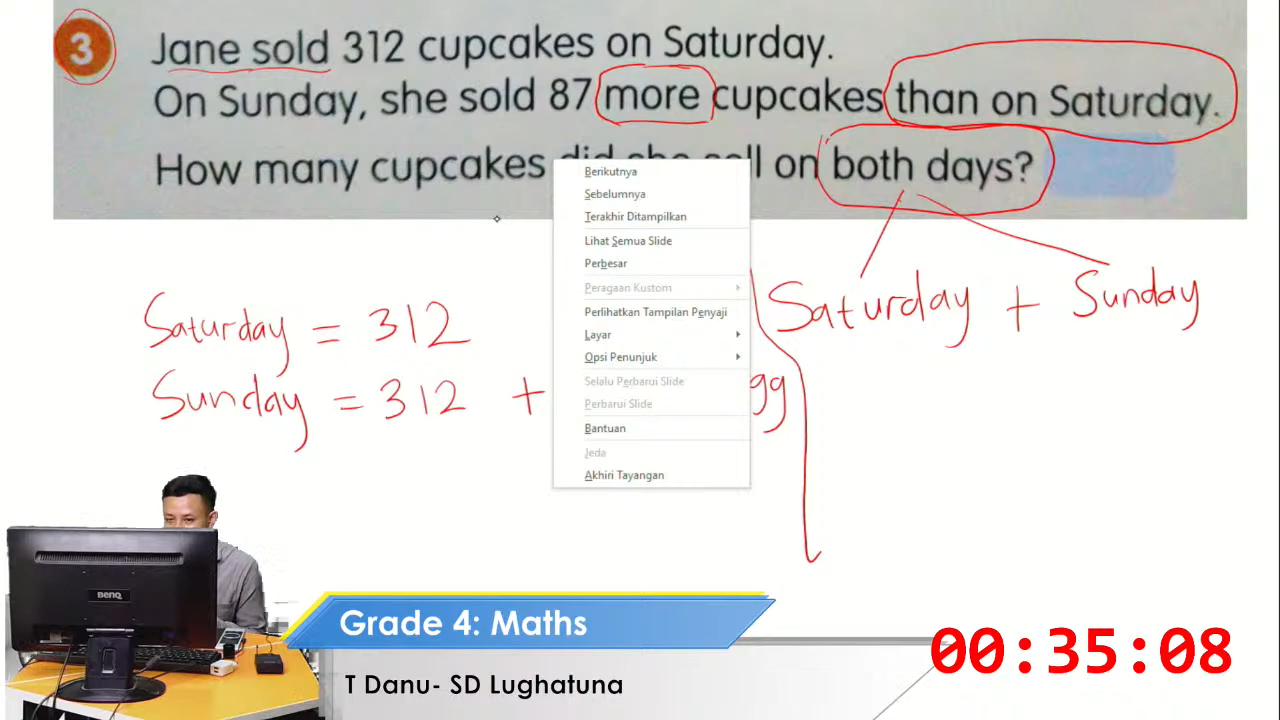 3
Jane sold 312 cupcakes on Saturday.
On Sunday, she sold 87 more cupcakes than on Saturday.
How many cupcakes did she sell on both days?
Berikutnya
Sebelumnya
Terakhir Ditampilkan
Lihat Semua Slide
Perbesar
Peragaan Kustom
Perlihatkan Tampilan Penyaji
Layar
Opsi Penunjuk
Selalu Perbarui Slide
Perbarui Slide
Bantuan
Jeda
Akhiri Tayangan
Saturday = 312
Sunday = 312 + 99
Saturday + Sunday
BENQ
Grade 4: Maths
T Danu- SD Lughatuna
00:35:08